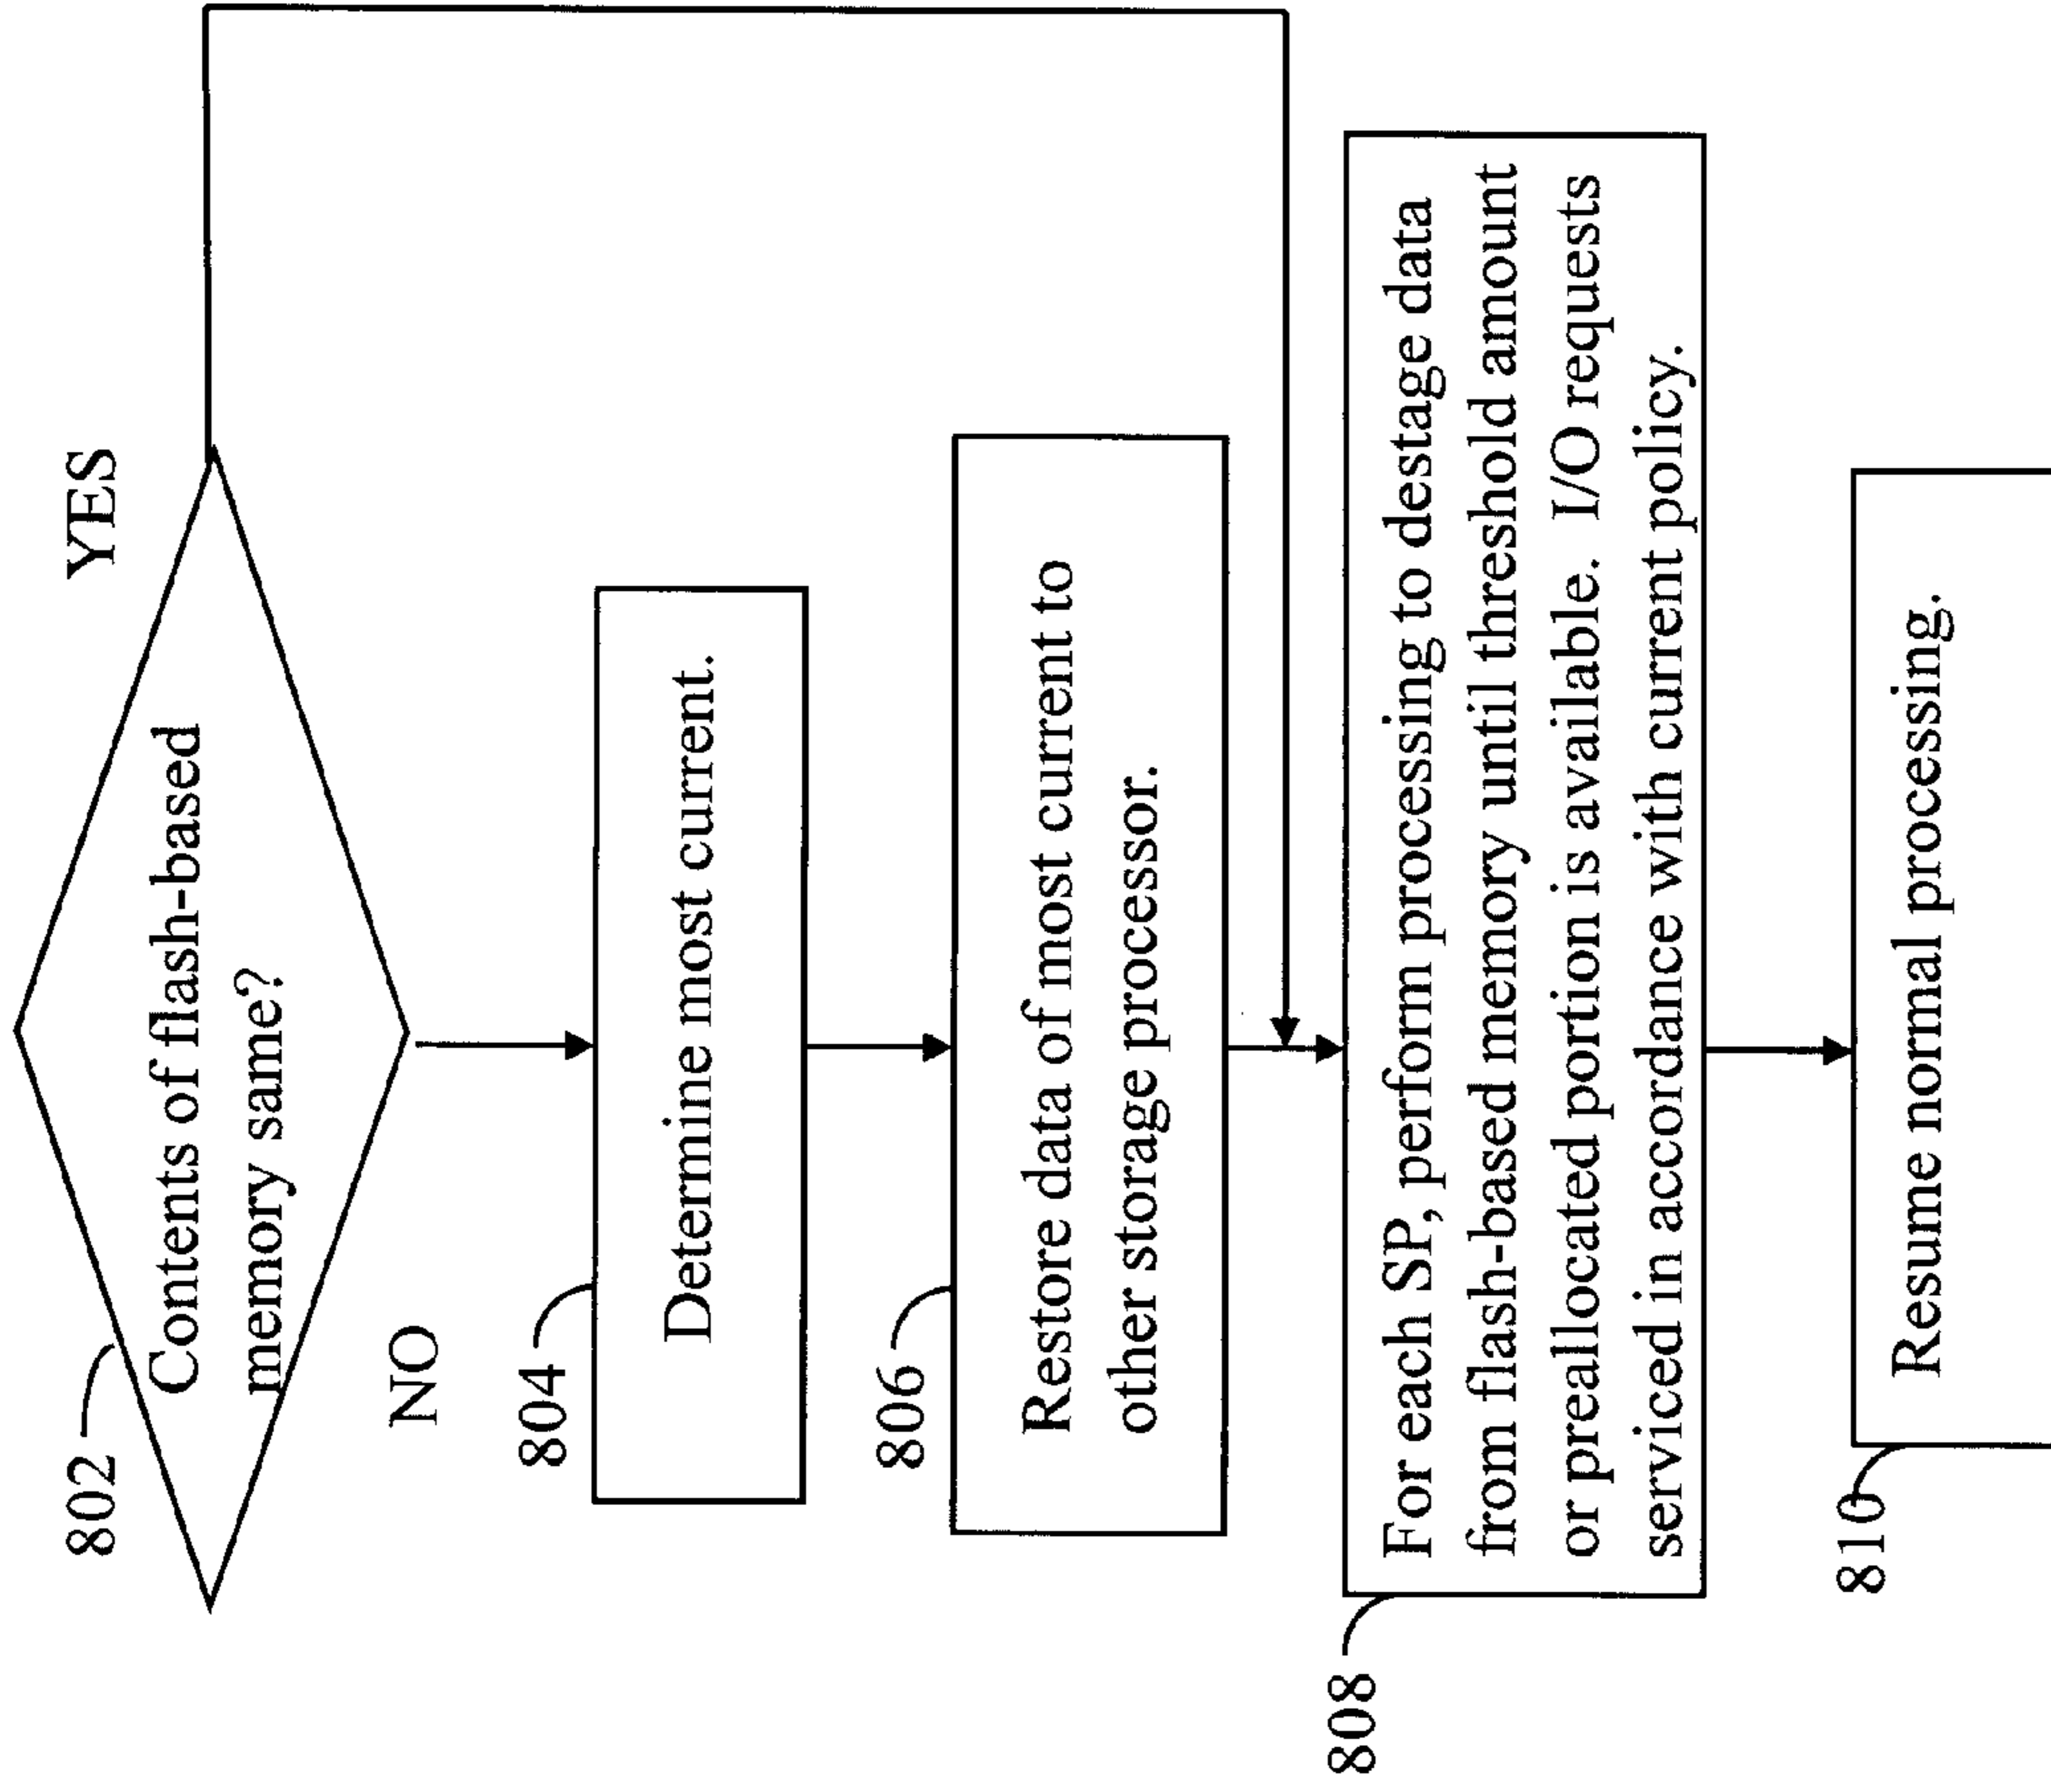 802
YES
Contents of flash-based
memory same?
NO
804
Determine most current.
806
Restore data of most current to
other storage processor.
808
For each SP, perform processing to destage data
from flash-based memory until threshold amount
or preallocated portion is available. I/O requests
serviced in accordance with current policy.
810
Resume normal processing.